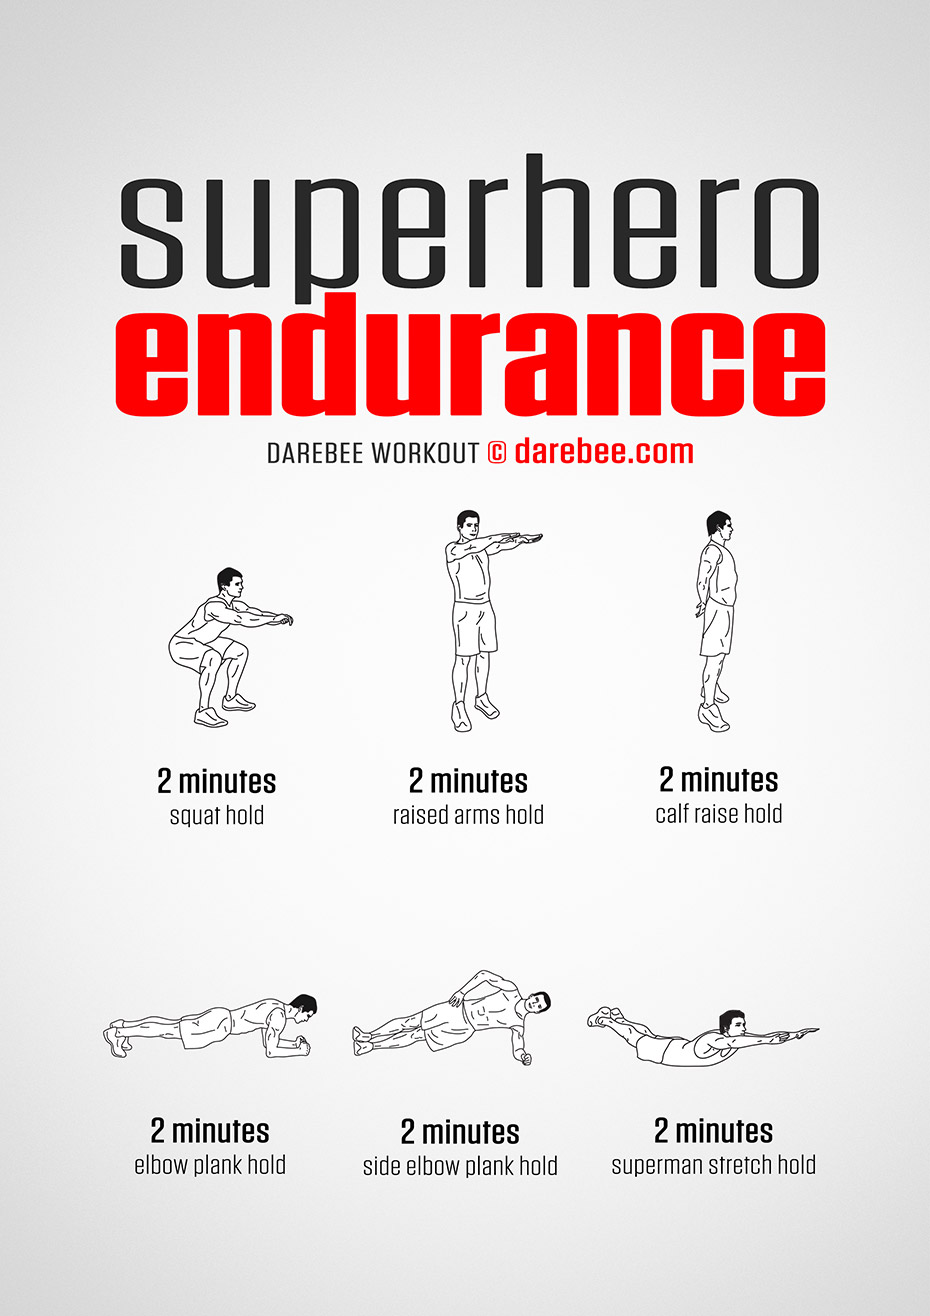 superhero
endurance
DAREBEE WORKOUT © darebee.com
2 minutes
squat hold
2 minutes
raised arms hold
2 minutes
calf raise hold
2 minutes
elbow plank hold
2 minutes
side elbow plank hold
2 minutes
superman stretch hold